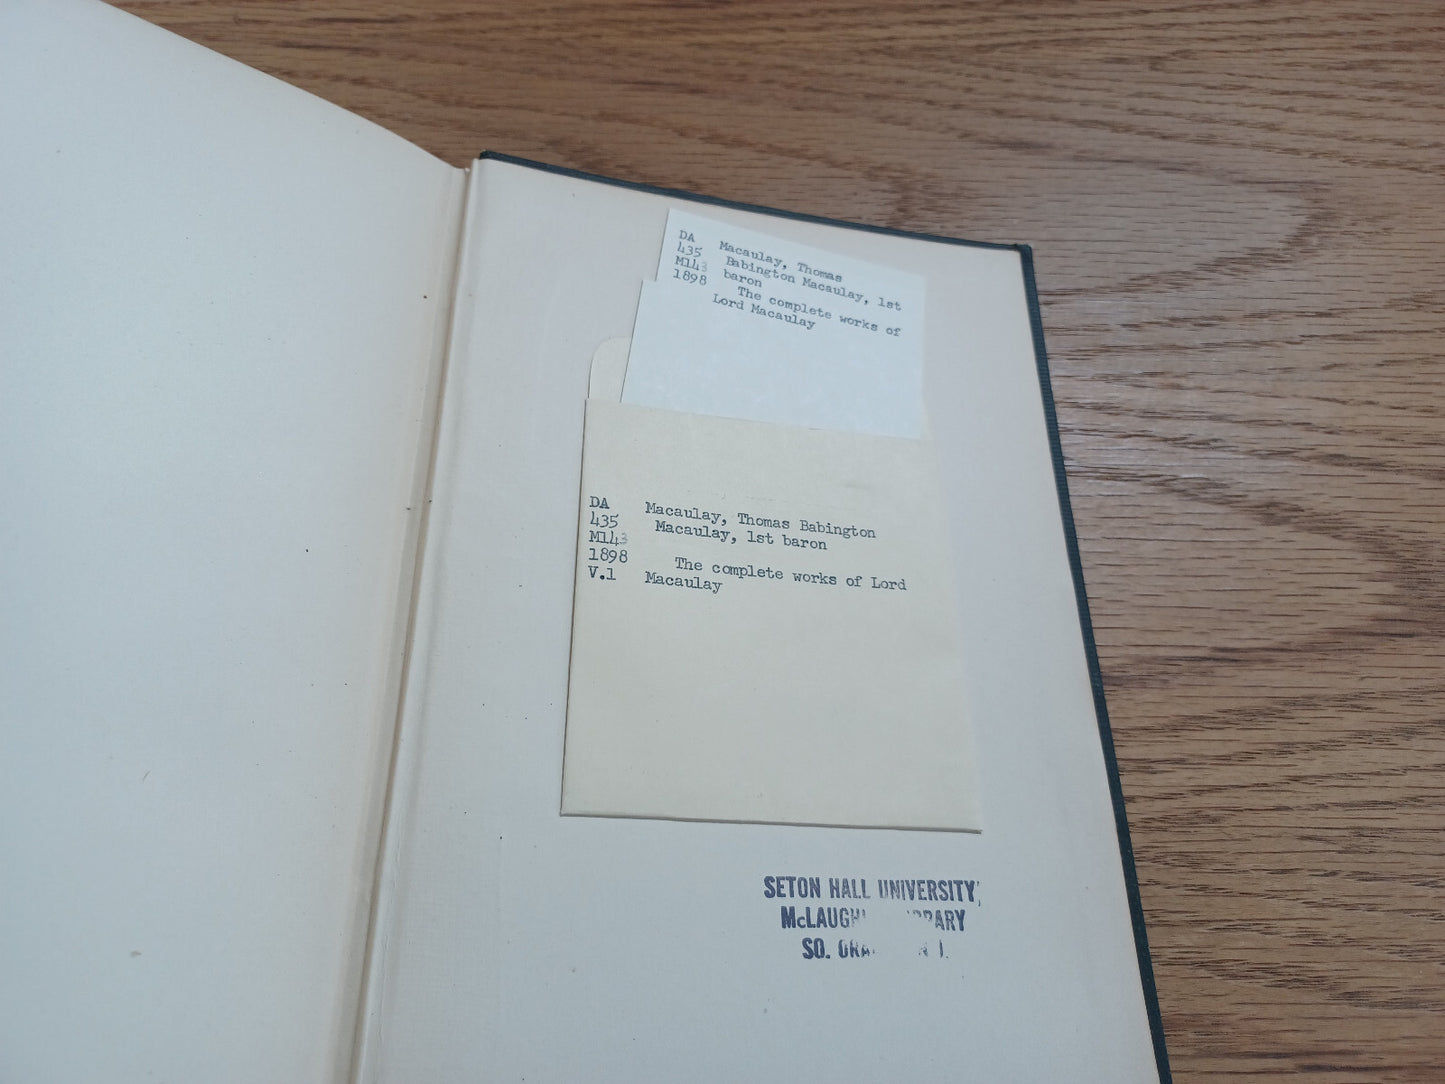 DA Macaulay, Thomas
435 Babington Macaulay, 1st
M143 baron
1898 The complete works of
Lord Macaulay
DA Macaulay, Thomas Babington
435 Macaulay, 1st baron
M143
1898 The complete works of Lord
V.1 Macaulay
SETON HALL UNIVERSITY
McLAUGH
SO.